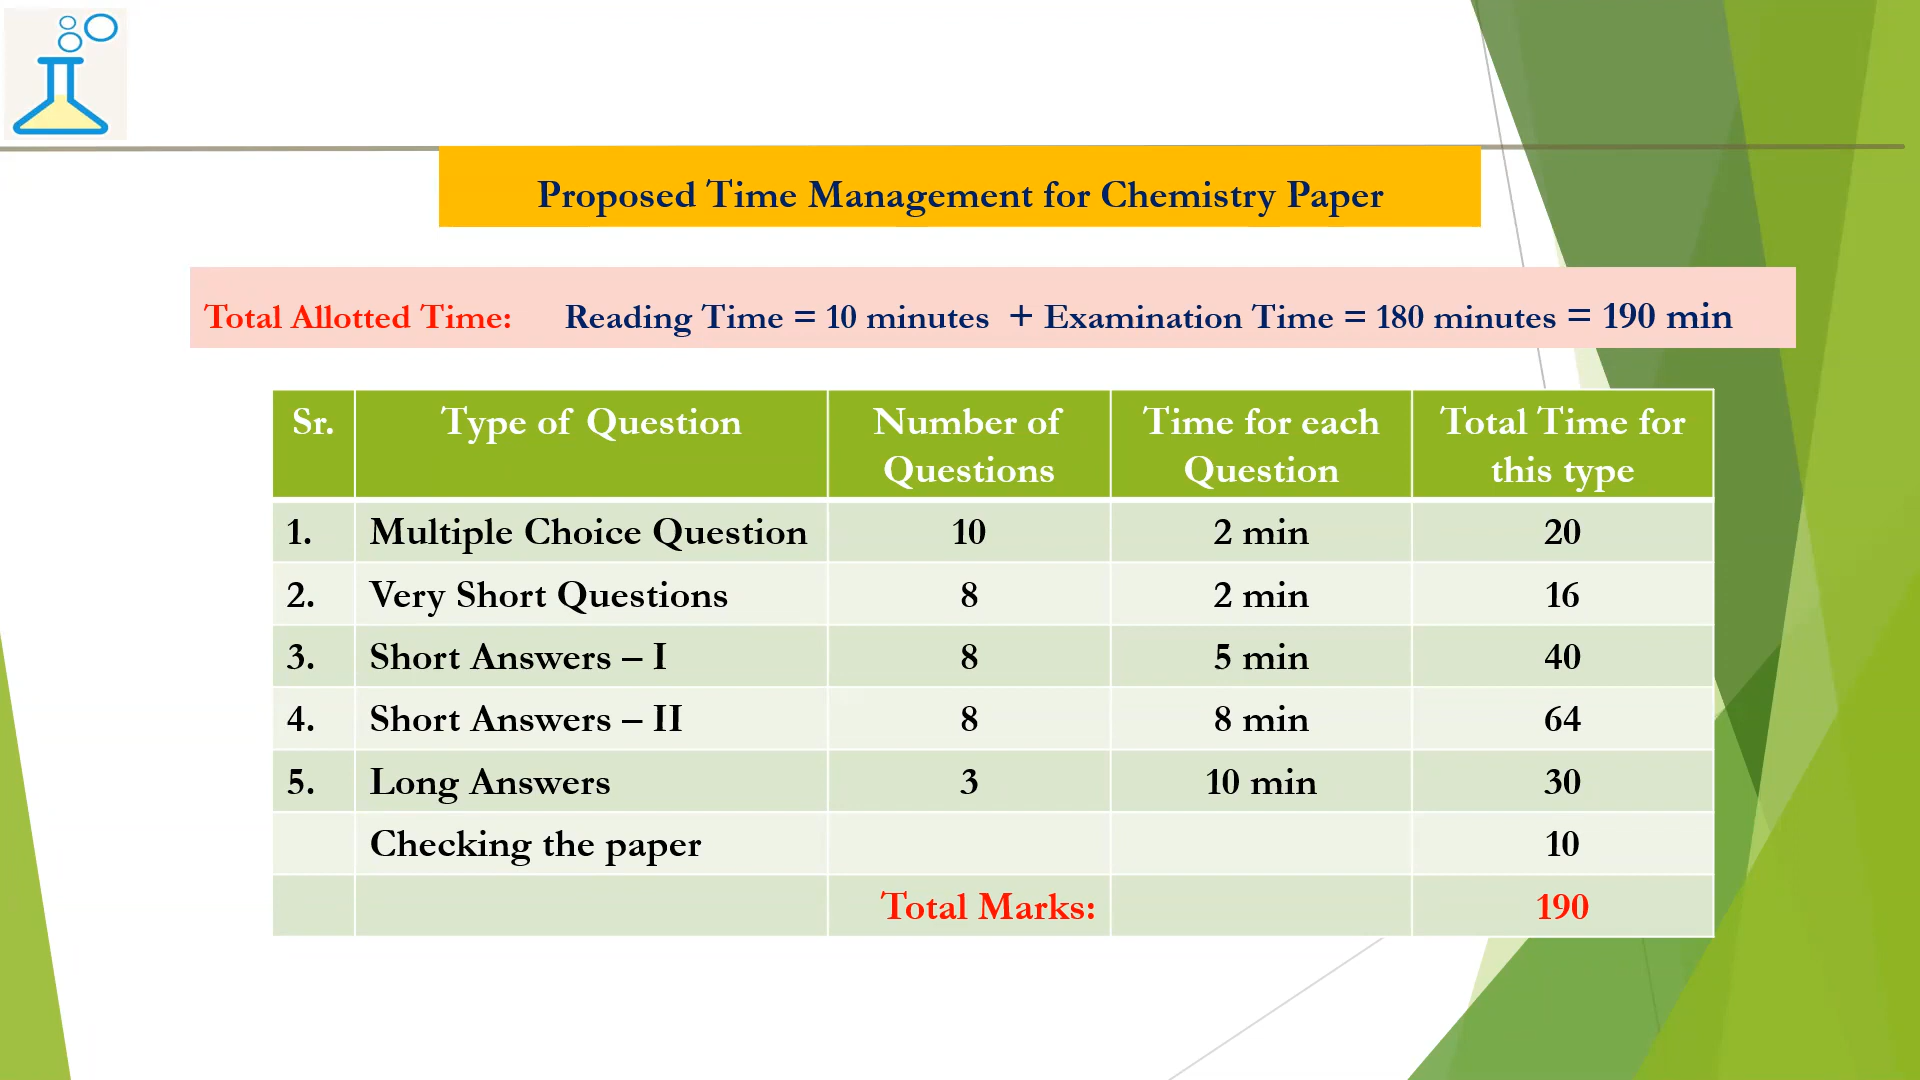 Proposed Time Management for Chemistry Paper
Total Allotted Time: Reading Time = 10 minutes + Examination Time = 180 minutes = 190 min
Sr. Type of Question Number of Questions Time for each Question Total Time for this type
1. Multiple Choice Question 10 2 min 20
2. Very Short Questions 8 2 min 16
3. Short Answers – I 8 5 min 40
4. Short Answers – II 8 8 min 64
5. Long Answers 3 10 min 30
Checking the paper 10
Total Marks: 190